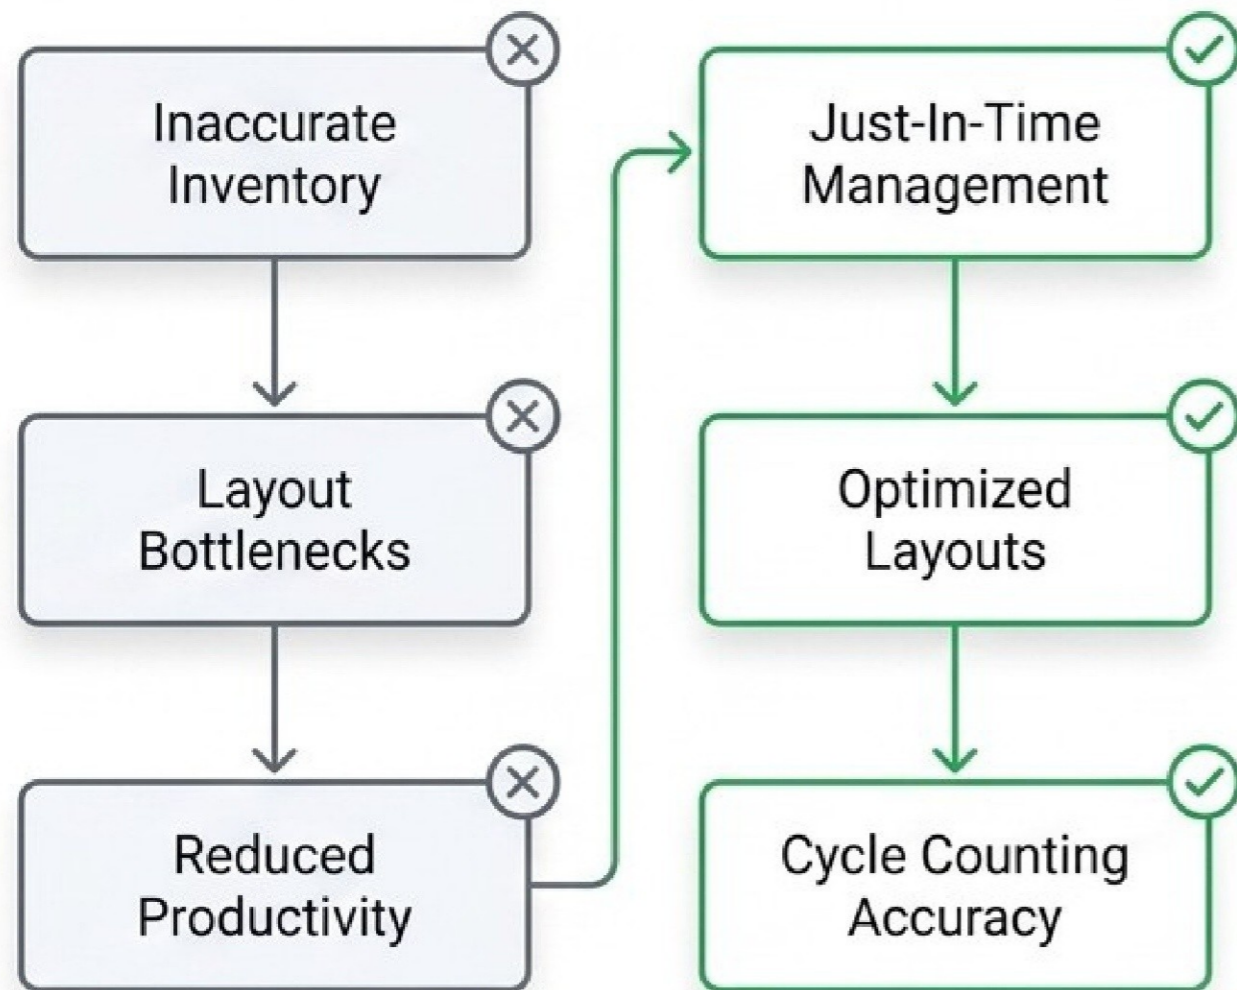 Inaccurate
Inventory
Layout
Bottlenecks
Reduced
Productivity
Just-In-Time
Management
Optimized
Layouts
Cycle Counting
Accuracy